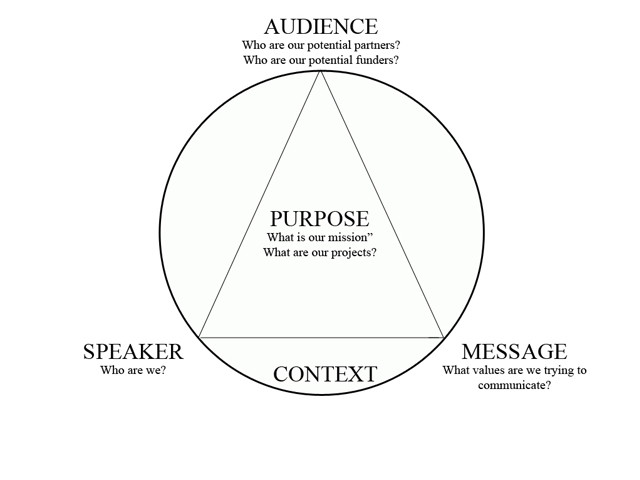 AUDIENCE
Who are our potential partners?
Who are our potential funders?
PURPOSE
What is our mission”
What are our projects?
SPEAKER
Who are we?
CONTEXT
MESSAGE
What values are we trying to
communicate?